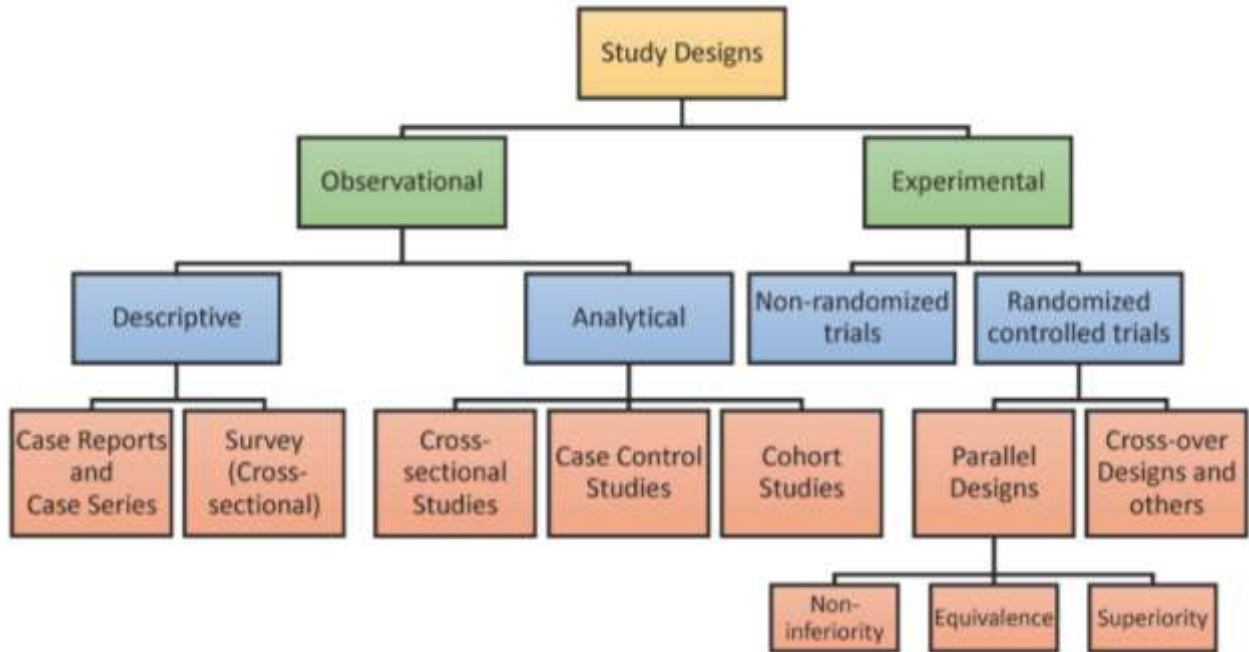 Study Designs
Observational
Experimental
Descriptive
Analytical
Non-randomized
trials
Randomized
controlled trials
Case Reports
and
Case Series
Survey
(Cross-
sectional)
Cross-
sectional
Studies
Case Control
Studies
Cohort
Studies
Parallel
Designs
Cross-over
Designs and
others
Non-
inferiority
Equivalence
Superiority